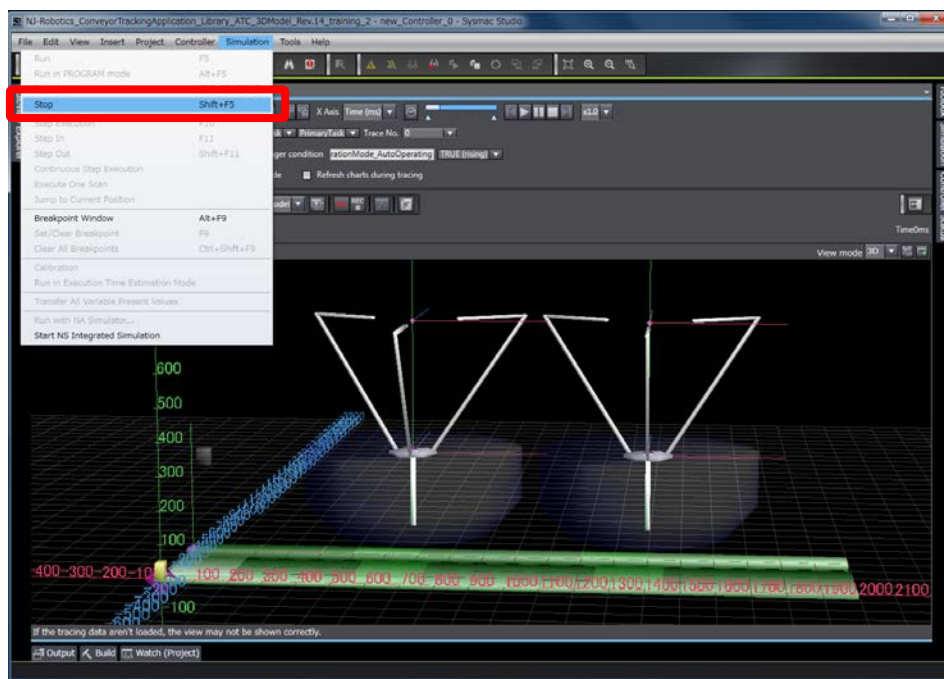 NJ-Robotics_ConveyorTrackingApplication_Library_ATC_3DModel_Rev.14_training_2 - new_Controller_0 - Sysmac Studio
File Edit View Insert Project Controller Simulation Tools Help
Run F5
Run in PROGRAM mode Alt+F5
Stop Shift+F5
Step Execution F10
Step In F11
Step Out Shift+F11
Continuous Step Execution
Execute One Scan
Jump to Current Position
Breakpoint Window Alt+F9
Set/Clear Breakpoint F9
Clear All Breakpoints Ctrl+Shift+F9
Calibration
Run in Execution Time Estimation Mode
Transfer All Variable Present Values
Run with NA Simulator...
Start NS Integrated Simulation
X Axis Time (ms) x1.0
PrimaryTask Trace No. 0
ger condition rationMode_AutoOperating TRUE (rising)
Refresh charts during tracing
odel REC
Time0ms
View mode 3D
600
500
400
300
200
100
-400 -300 -200 -10 100 200 300 400 500 600 700 800 900 1000 1100 1200 1300 1400 1500 1600 1700 1800 1900 2000 2100
-100
If the tracing data aren't loaded, the view may not be shown correctly.
Output Build Watch (Project)